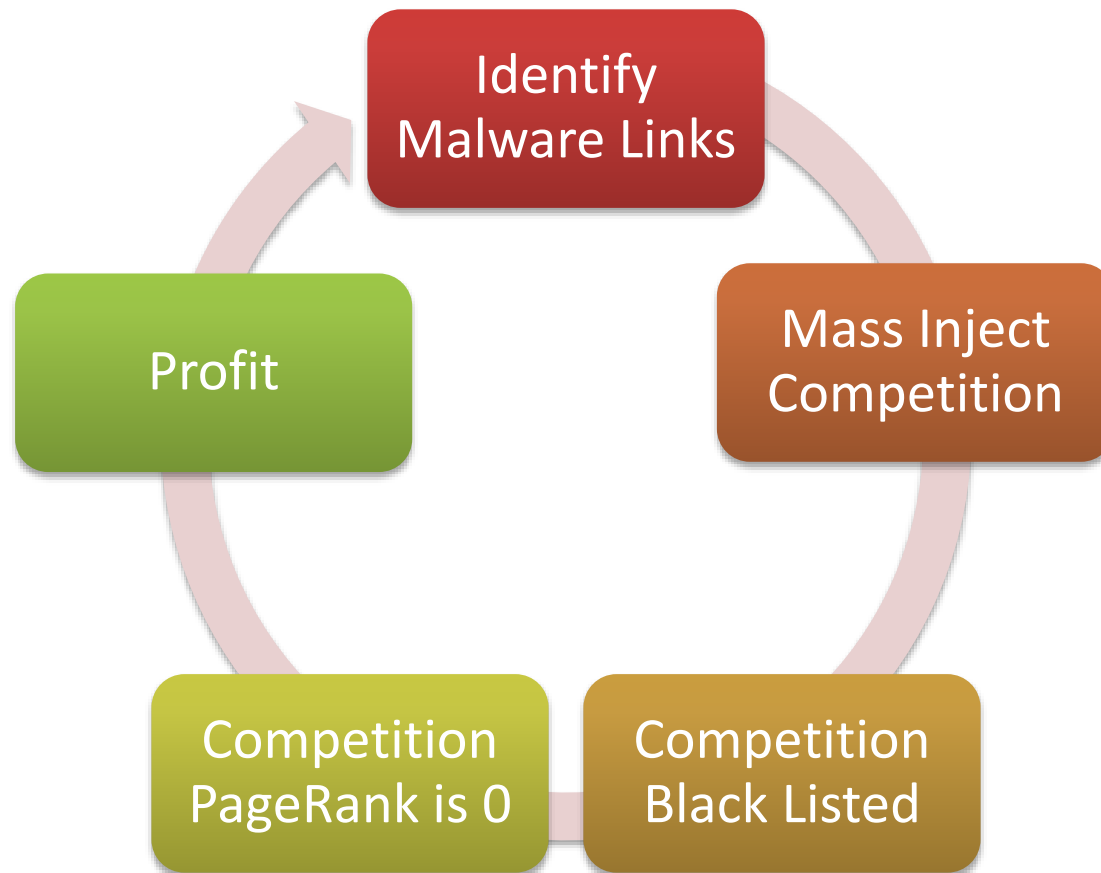 Identify
Malware Links
Mass Inject
Competition
Competition
Black Listed
Competition
PageRank is 0
Profit